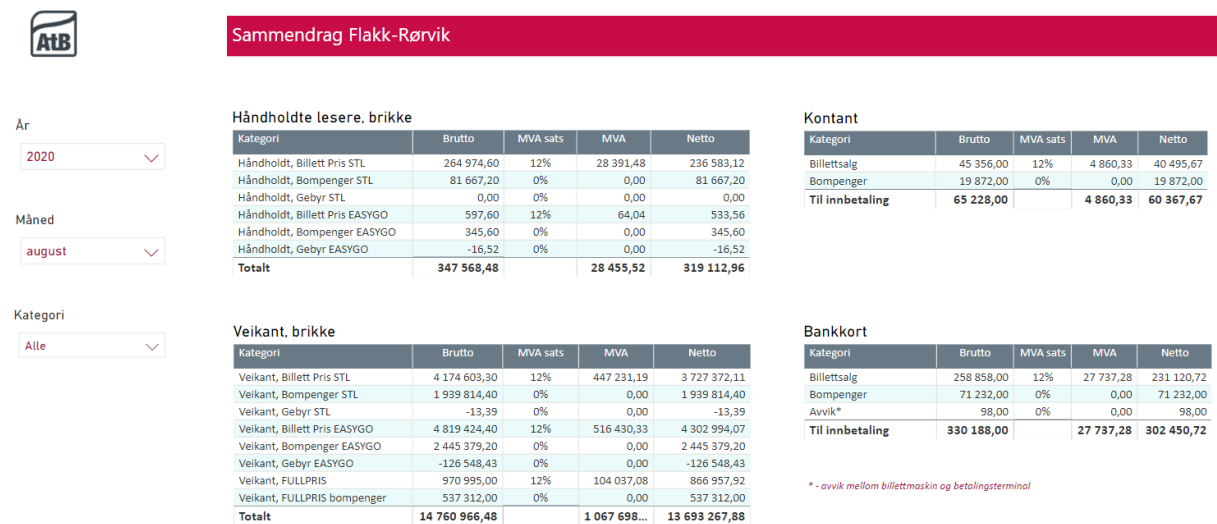 AtB
Sammendrag Flakk-Rørvik
År
2020
Måned
august
Kategori
Alle
Håndholdte lesere, brikke
Kategori Brutto MVA sats MVA Netto
Håndholdt, Billett Pris STL 264 974,60 12% 28 391,48 236 583,12
Håndholdt, Bompenger STL 81 667,20 0% 0,00 81 667,20
Håndholdt, Gebyr STL 0,00 0% 0,00 0,00
Håndholdt, Billett Pris EASYGO 597,60 12% 64,04 533,56
Håndholdt, Bompenger EASYGO 345,60 0% 0,00 345,60
Håndholdt, Gebyr EASYGO -16,52 0% 0,00 -16,52
Totalt 347 568,48 28 455,52 319 112,96
Kontant
Kategori Brutto MVA sats MVA Netto
Billettsalg 45 356,00 12% 4 860,33 40 495,67
Bompenger 19 872,00 0% 0,00 19 872,00
Til innbetaling 65 228,00 4 860,33 60 367,67
Veikant, brikke
Kategori Brutto MVA sats MVA Netto
Veikant, Billett Pris STL 4 174 603,30 12% 447 231,19 3 727 372,11
Veikant, Bompenger STL 1 939 814,40 0% 0,00 1 939 814,40
Veikant, Gebyr STL -13,39 0% 0,00 -13,39
Veikant, Billett Pris EASYGO 4 819 424,40 12% 516 430,33 4 302 994,07
Veikant, Bompenger EASYGO 2 445 379,20 0% 0,00 2 445 379,20
Veikant, Gebyr EASYGO -126 548,43 0% 0,00 -126 548,43
Veikant, FULLPRIS 970 995,00 12% 104 037,08 866 957,92
Veikant, FULLPRIS bompenger 537 312,00 0% 0,00 537 312,00
Totalt 14 760 966,48 1 067 698... 13 693 267,88
Bankkort
Kategori Brutto MVA sats MVA Netto
Billettsalg 258 858,00 12% 27 737,28 231 120,72
Bompenger 71 232,00 0% 0,00 71 232,00
Avvik* 98,00 0% 0,00 98,00
Til innbetaling 330 188,00 27 737,28 302 450,72
* - avvik mellom billettmaskin og betalingsterminal